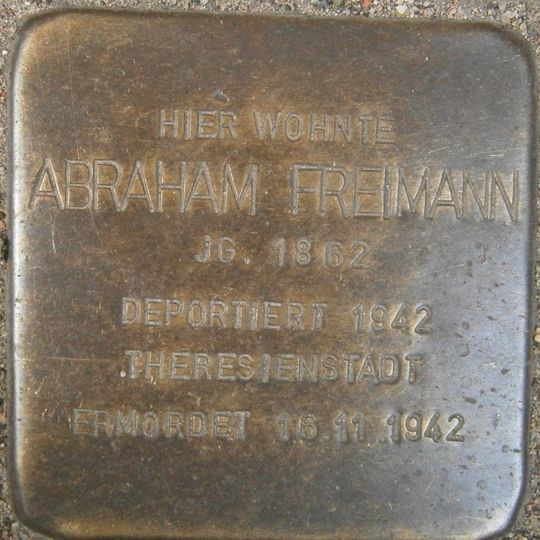 HIER WOHNTE
ABRAHAM FREIMANN
JG. 1862
DEPORTIERT 1942
THERESIENSTADT
ERMORDET 16.11.1942